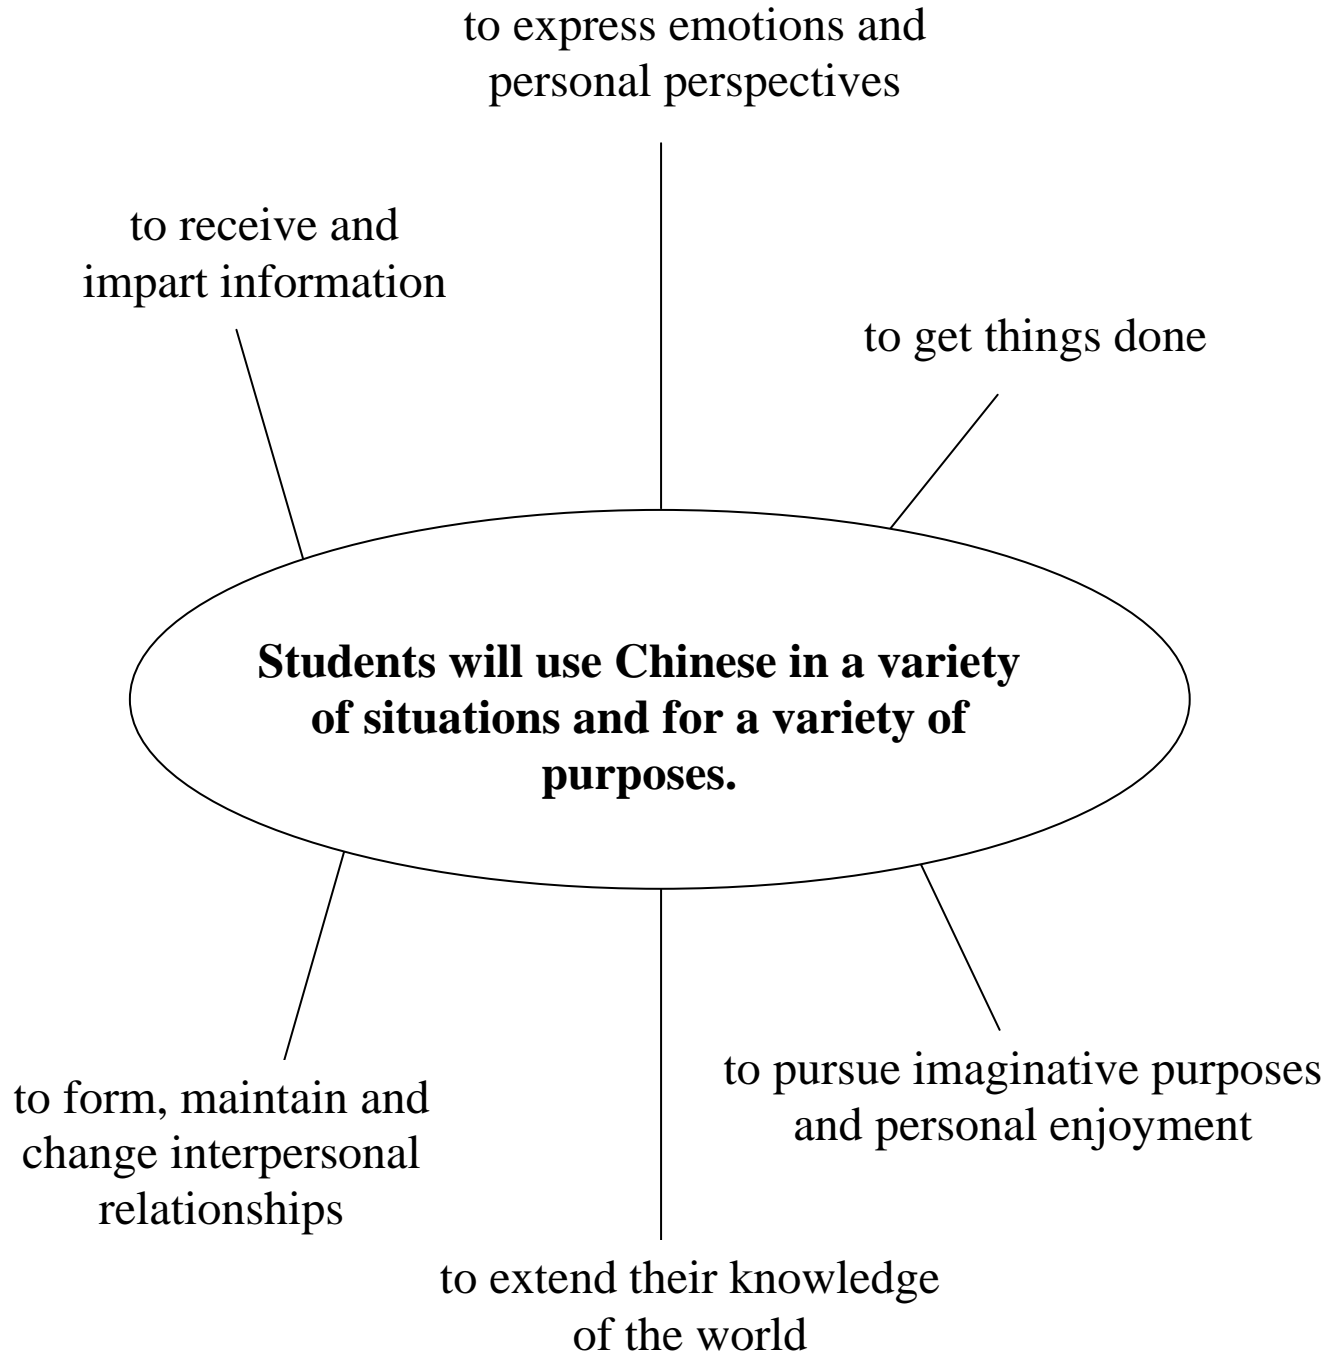 to express emotions and
personal perspectives
to receive and
impart information
to get things done
Students will use Chinese in a variety
of situations and for a variety of
purposes.
to form, maintain and
change interpersonal
relationships
to pursue imaginative purposes
and personal enjoyment
to extend their knowledge
of the world